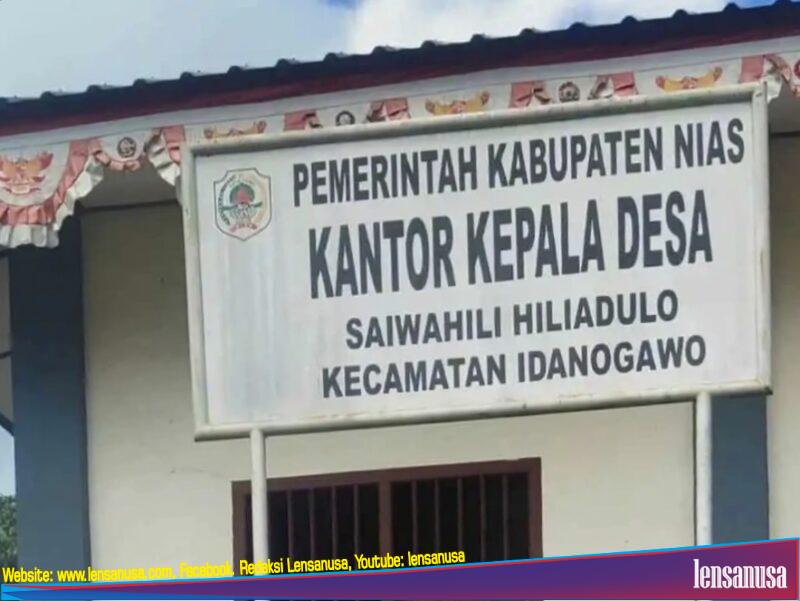 PEMERINTAH KABUPATEN NIAS
KANTOR KEPALA DESA
SAIWAHILI HILIADULO
KECAMATAN IDANOGAWO
Website: www.lensanusa.com, Facebook, Redaksi Lensanusa, Youtube: lensanusa
lensanusa